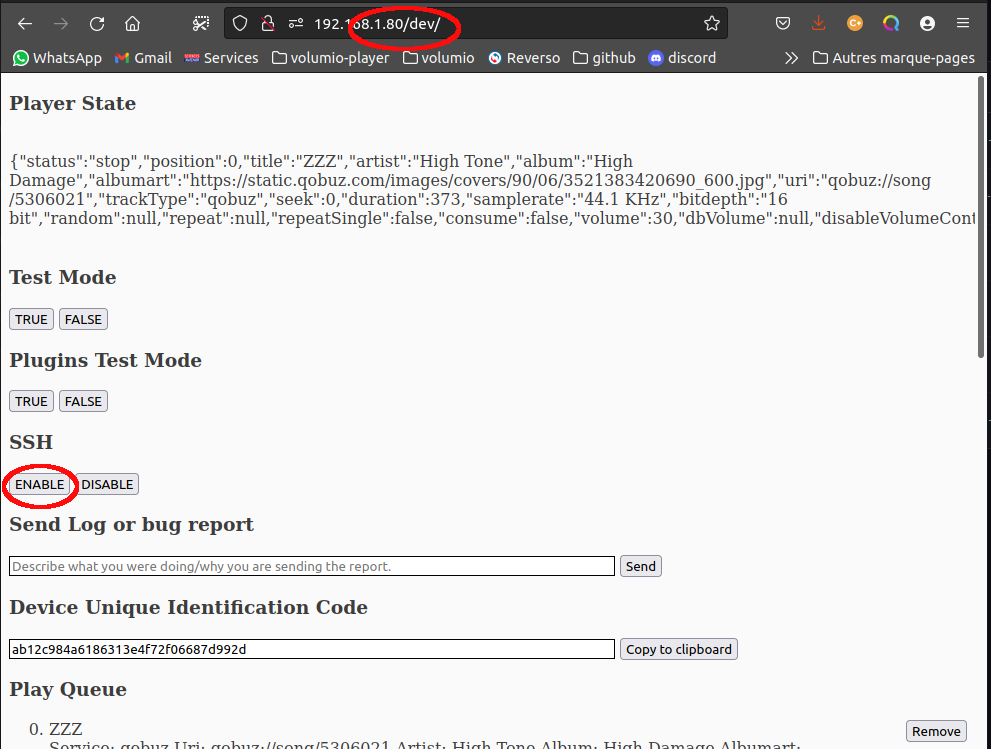 192.168.1.80/dev/
WhatsApp Gmail Services volumio-player volumio Reverso github discord Autres marque-pages
Player State
{"status":"stop","position":0,"title":"ZZZ","artist":"High Tone","album":"High
Damage","albumart":"https://static.qobuz.com/images/covers/90/06/3521383420690_600.jpg","uri":"qobuz://song
/5306021","trackType":"qobuz","seek":0,"duration":373,"samplerate":"44.1 KHz","bitdepth":"16
bit","random":null,"repeat":null,"repeatSingle":false,"consume":false,"volume":30,"dbVolume":null,"disableVolumeCont
Test Mode
TRUE FALSE
Plugins Test Mode
TRUE FALSE
SSH
ENABLE DISABLE
Send Log or bug report
Describe what you were doing/why you are sending the report. Send
Device Unique Identification Code
ab12c984a6186313e4f72f06687d992d Copy to clipboard
Play Queue
0. ZZZ Remove
Service: qobuz Uri: qobuz://song/5306021 Artist: High Tone Album: High Damage Albumart: